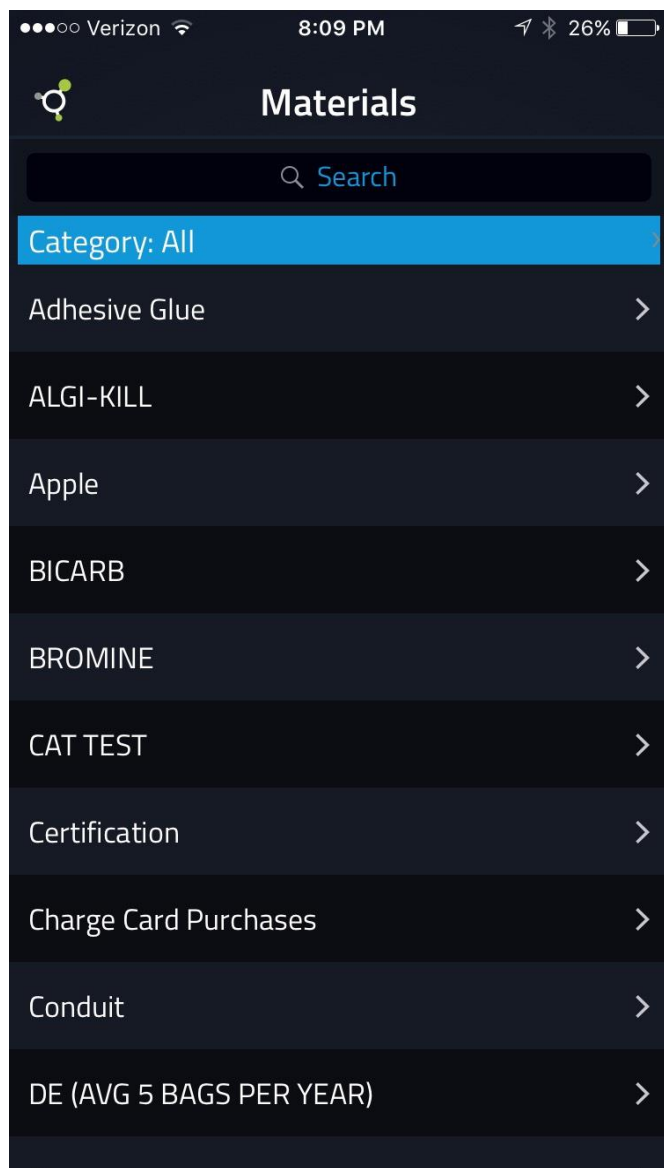 Verizon 8:09 PM 26%
Materials
Search
Category: All
Adhesive Glue
ALGI-KILL
Apple
BICARB
BROMINE
CAT TEST
Certification
Charge Card Purchases
Conduit
DE (AVG 5 BAGS PER YEAR)